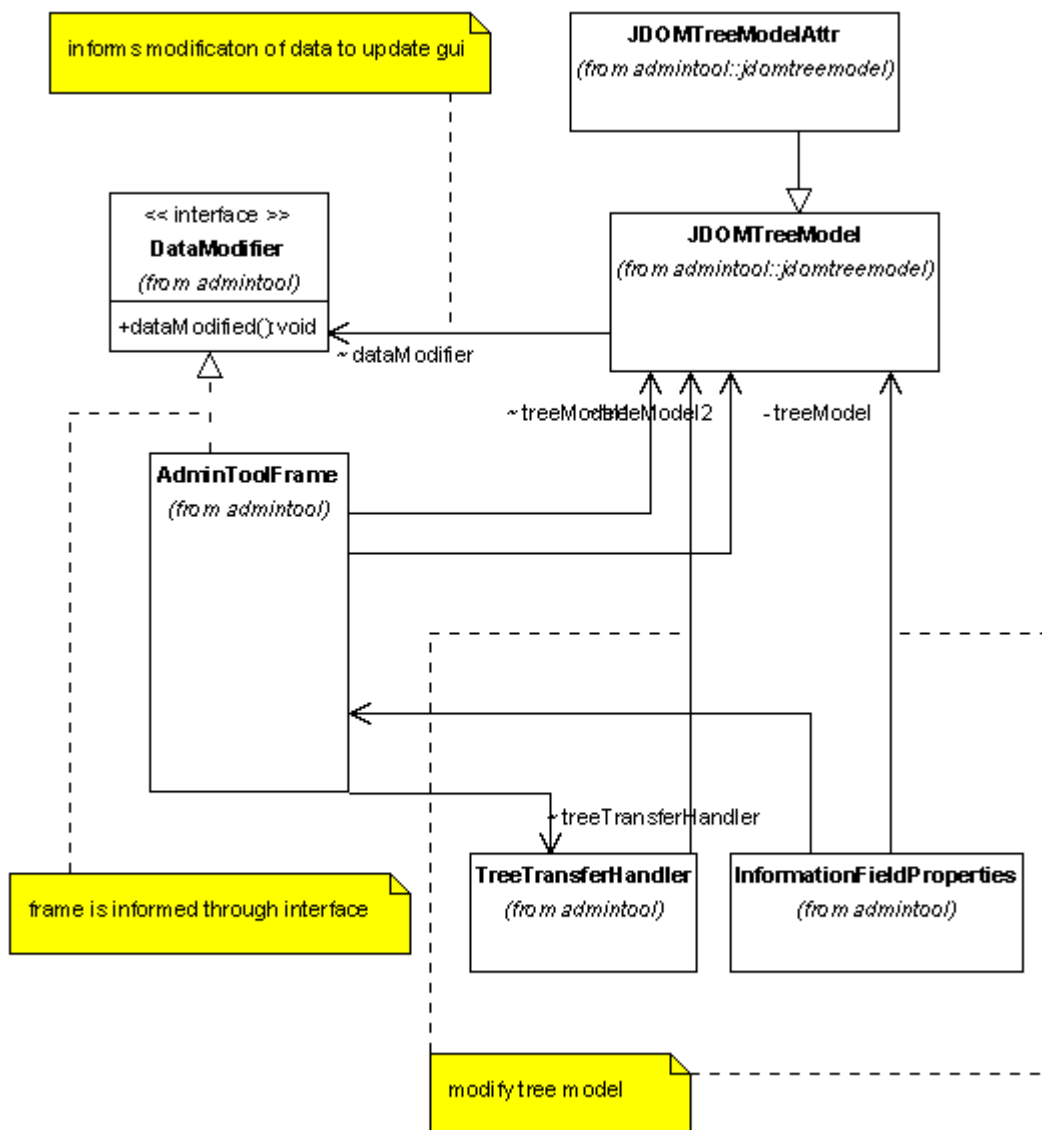 informs modificaton of data to update gui
JDOMTreeModelAttr
(from admintool::jdomtreemodel)
<< interface >>
DataModifier
(from admintool)
+dataModified():void
JDOMTreeModel
(from admintool::jdomtreemodel)
~ dataModifier
~treeModel
treeModel2
-treeModel
AdminToolFrame
(from admintool)
~ treeTransferHandler
TreeTransferHandler
(from admintool)
InformationFieldProperties
(from admintool)
frame is informed through interface
modify tree model